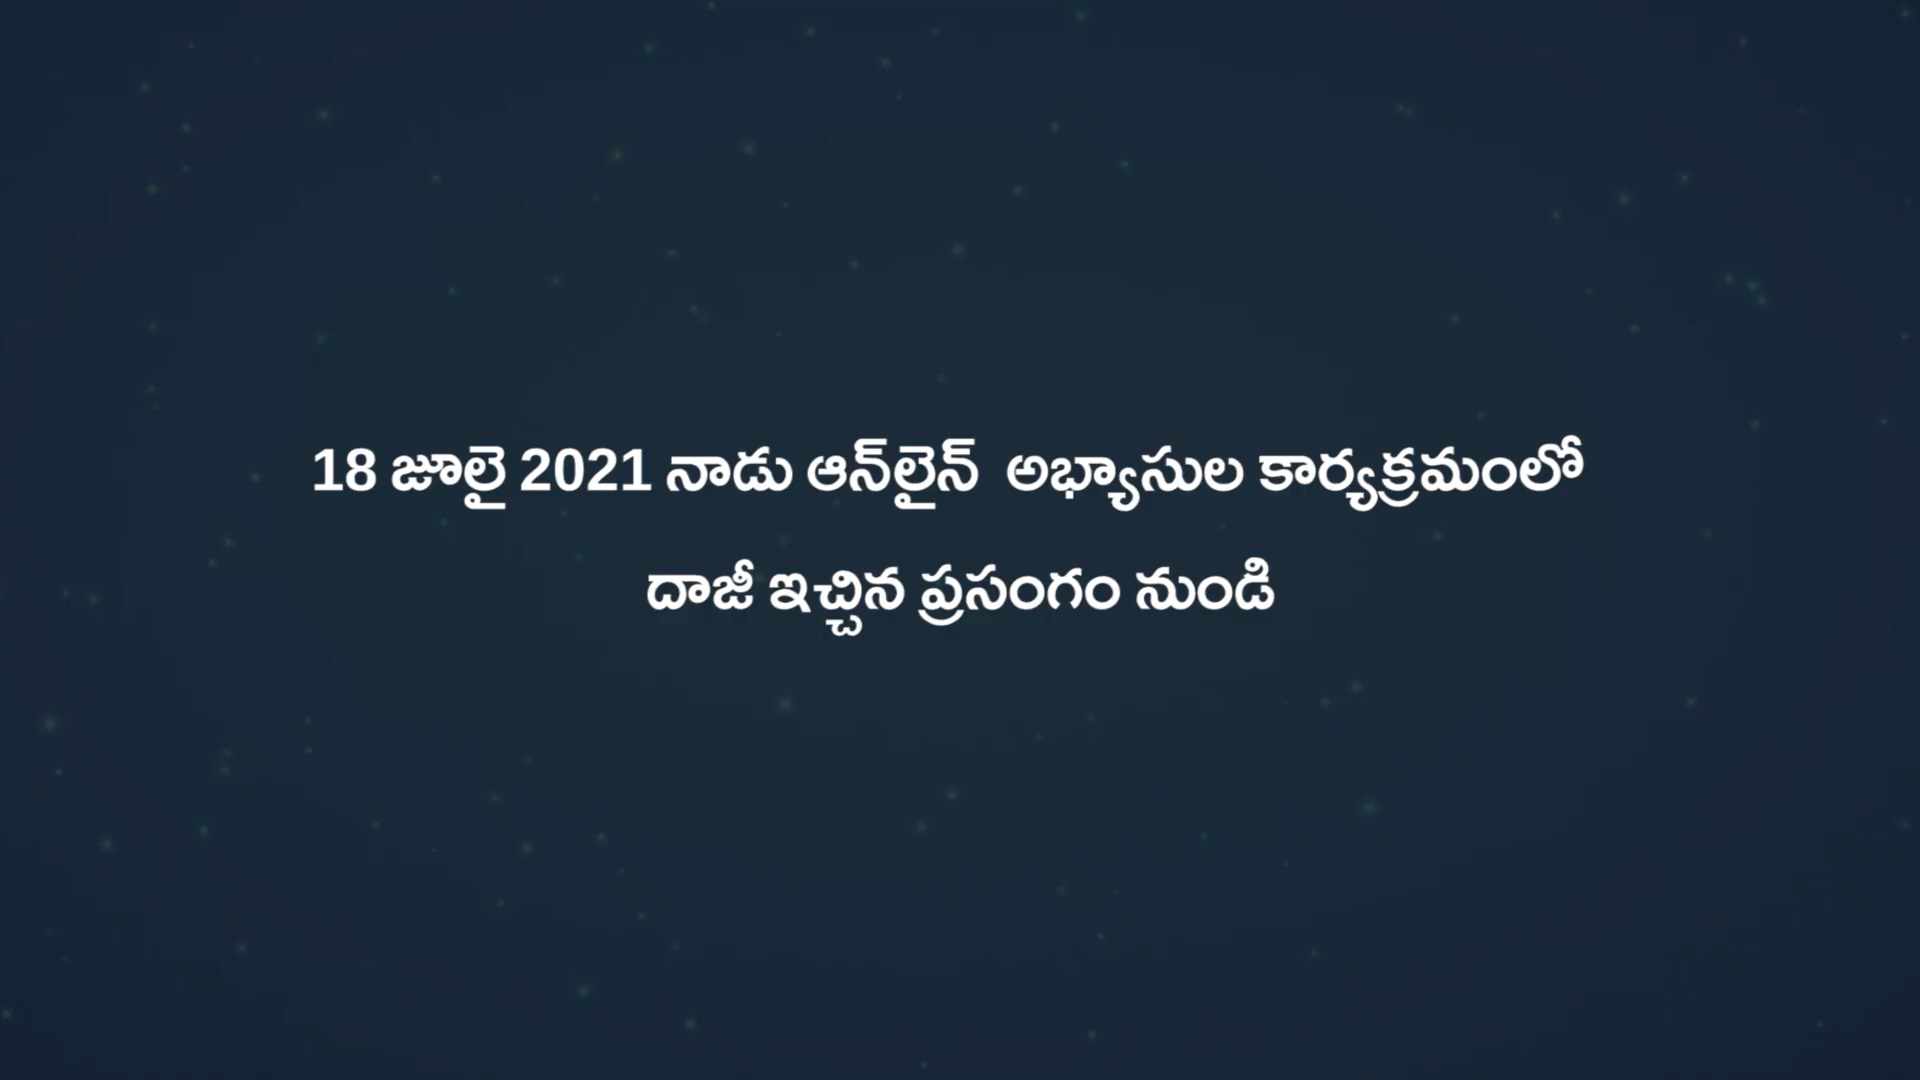 18 జూలై 2021 నాడు ఆన్‌లైన్ అభ్యాసుల కార్యక్రమంలో
దాజీ ఇచ్చిన ప్రసంగం నుండి